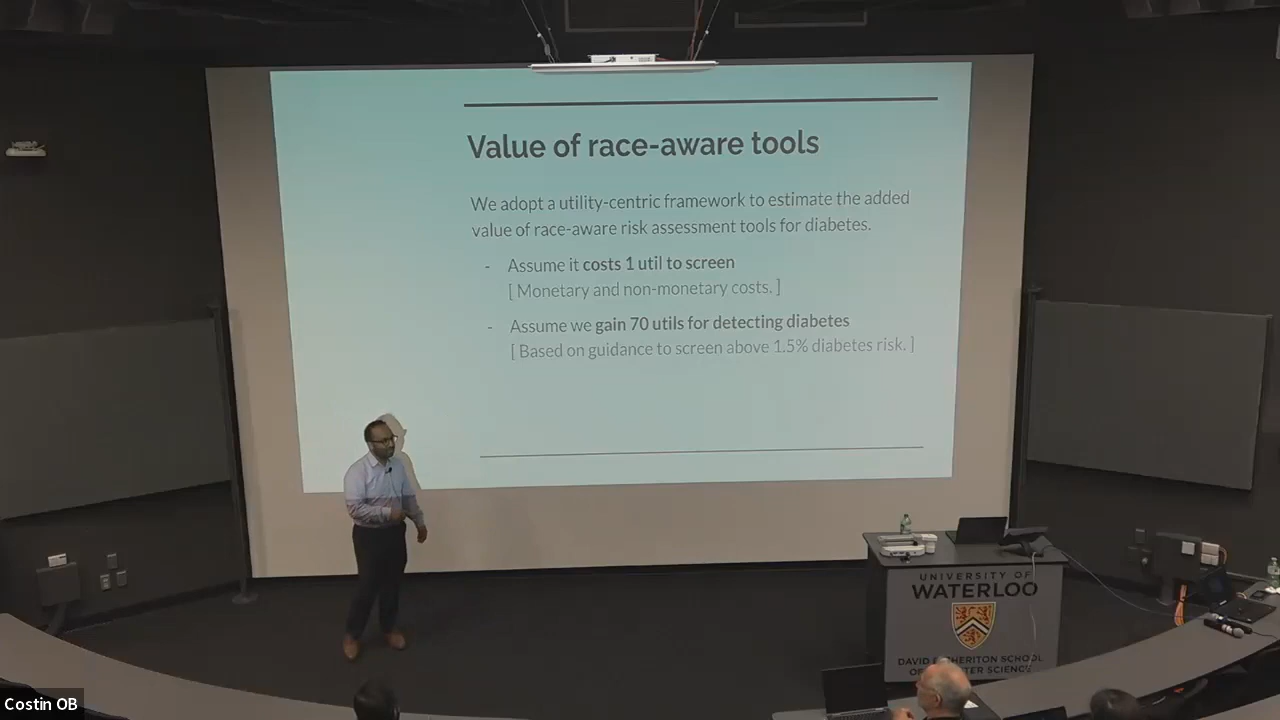 Value of race-aware tools
We adopt a utility-centric framework to estimate the added
value of race-aware risk assessment tools for diabetes.
- Assume it costs 1 util to screen
[ Monetary and non-monetary costs. ]
- Assume we gain 70 utils for detecting diabetes
[ Based on guidance to screen above 1.5% diabetes risk. ]
UNIVERSITY OF
WATERLOO
DAVID SCHOOL
SCIENCE
Costin OB